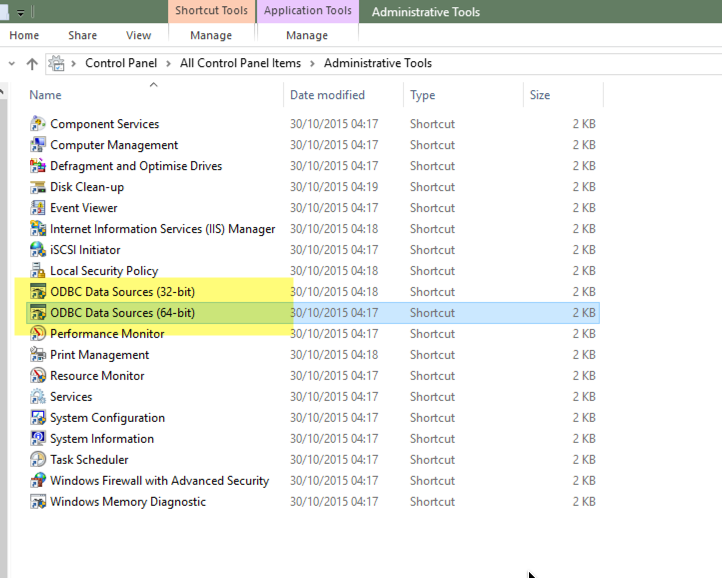 Shortcut Tools Application Tools Administrative Tools
Home Share View Manage Manage
Control Panel All Control Panel Items Administrative Tools
Name Date modified Type Size
Component Services 30/10/2015 04:17 Shortcut 2 KB
Computer Management 30/10/2015 04:17 Shortcut 2 KB
Defragment and Optimise Drives 30/10/2015 04:17 Shortcut 2 KB
Disk Clean-up 30/10/2015 04:19 Shortcut 2 KB
Event Viewer 30/10/2015 04:17 Shortcut 2 KB
Internet Information Services (IIS) Manager 30/10/2015 04:18 Shortcut 2 KB
iSCSI Initiator 30/10/2015 04:17 Shortcut 2 KB
Local Security Policy 30/10/2015 04:18 Shortcut 2 KB
ODBC Data Sources (32-bit) 30/10/2015 04:18 Shortcut 2 KB
ODBC Data Sources (64-bit) 30/10/2015 04:17 Shortcut 2 KB
Performance Monitor 30/10/2015 04:17 Shortcut 2 KB
Print Management 30/10/2015 04:18 Shortcut 2 KB
Resource Monitor 30/10/2015 04:17 Shortcut 2 KB
Services 30/10/2015 04:17 Shortcut 2 KB
System Configuration 30/10/2015 04:17 Shortcut 2 KB
System Information 30/10/2015 04:17 Shortcut 2 KB
Task Scheduler 30/10/2015 04:17 Shortcut 2 KB
Windows Firewall with Advanced Security 30/10/2015 04:17 Shortcut 2 KB
Windows Memory Diagnostic 30/10/2015 04:17 Shortcut 2 KB